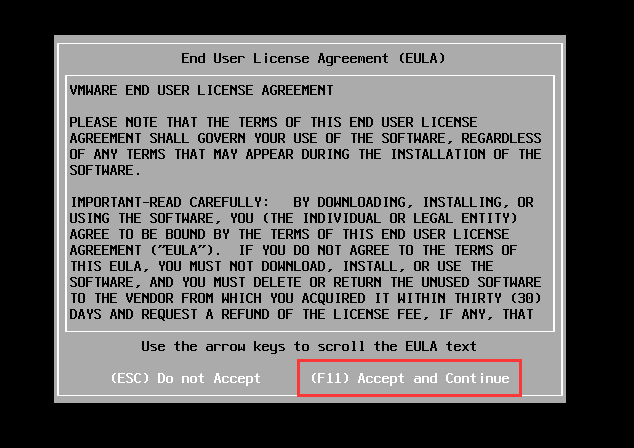 End User License Agreement (EULA)
VMWARE END USER LICENSE AGREEMENT
PLEASE NOTE THAT THE TERMS OF THIS END USER LICENSE
AGREEMENT SHALL GOVERN YOUR USE OF THE SOFTWARE, REGARDLESS
OF ANY TERMS THAT MAY APPEAR DURING THE INSTALLATION OF THE
SOFTWARE.
IMPORTANT-READ CAREFULLY:   BY DOWNLOADING, INSTALLING, OR
USING THE SOFTWARE, YOU (THE INDIVIDUAL OR LEGAL ENTITY)
AGREE TO BE BOUND BY THE TERMS OF THIS END USER LICENSE
AGREEMENT ("EULA").  IF YOU DO NOT AGREE TO THE TERMS OF
THIS EULA, YOU MUST NOT DOWNLOAD, INSTALL, OR USE THE
SOFTWARE, AND YOU MUST DELETE OR RETURN THE UNUSED SOFTWARE
TO THE VENDOR FROM WHICH YOU ACQUIRED IT WITHIN THIRTY (30)
DAYS AND REQUEST A REFUND OF THE LICENSE FEE, IF ANY, THAT
Use the arrow keys to scroll the EULA text
(ESC) Do not Accept (F11) Accept and Continue